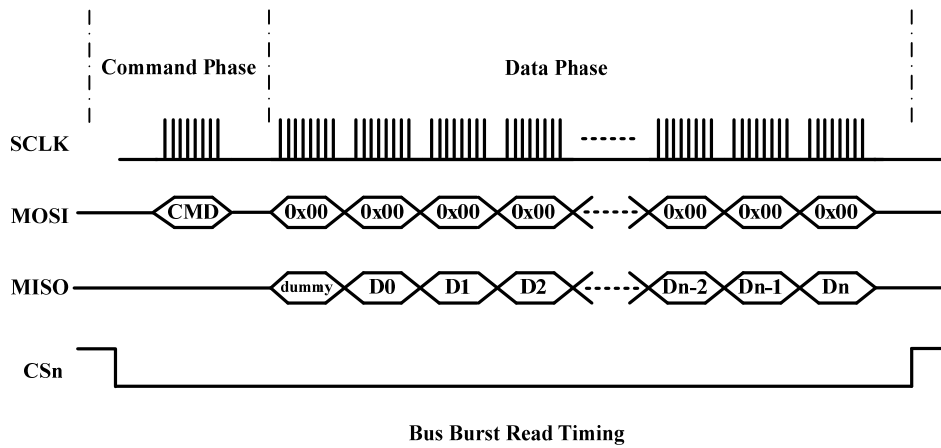 Command Phase Data Phase
SCLK
MOSI CMD 0x00 0x00 0x00 0x00 0x00 0x00 0x00
MISO dummy D0 D1 D2 Dn-2 Dn-1 Dn
CSn
Bus Burst Read Timing